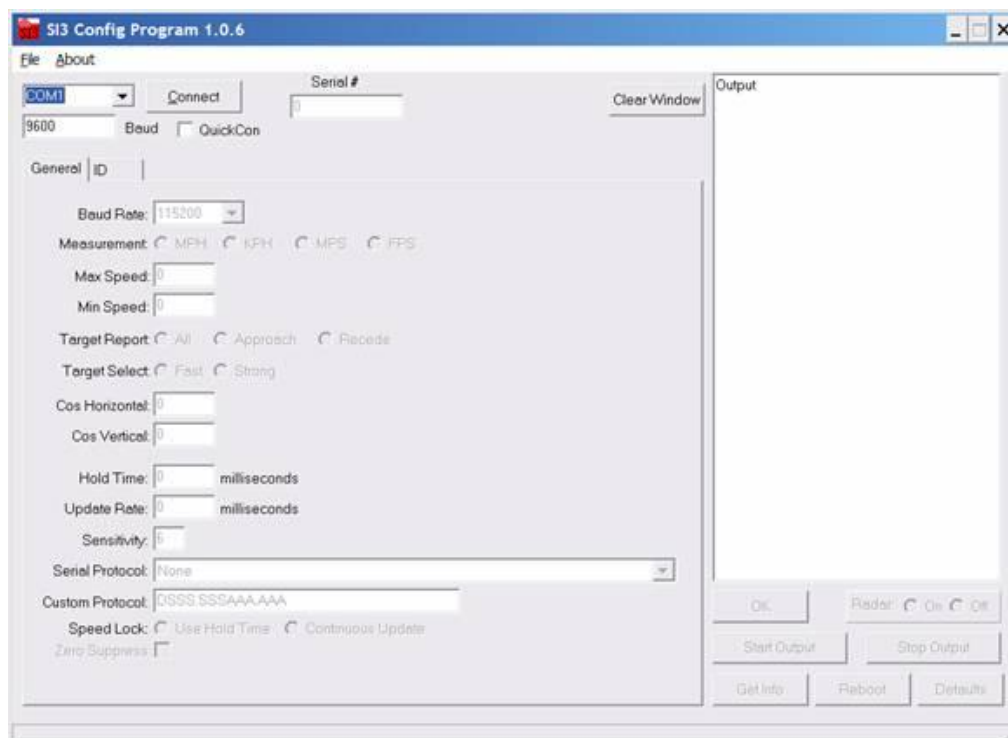 SI3 Config Program 1.0.6
File About
COM1 Connect Serial # 0 Clear Window
9600 Baud QuickCon
General ID
Baud Rate: 115200
Measurement: MPH KPH MPS FPS
Max Speed: 0
Min Speed: 0
Target Report: All Approach Recede
Target Select: Fast Strong
Cos Horizontal: 0
Cos Vertical: 0
Hold Time: 0 milliseconds
Update Rate: 0 milliseconds
Sensitivity: 6
Serial Protocol: None
Custom Protocol: DSSS.SSSAAA.AAA
Speed Lock: Use Hold Time Continuous Update
Zero Suppress
Output
OK Radar: On Off
Start Output Stop Output
Get Info Reboot Defaults